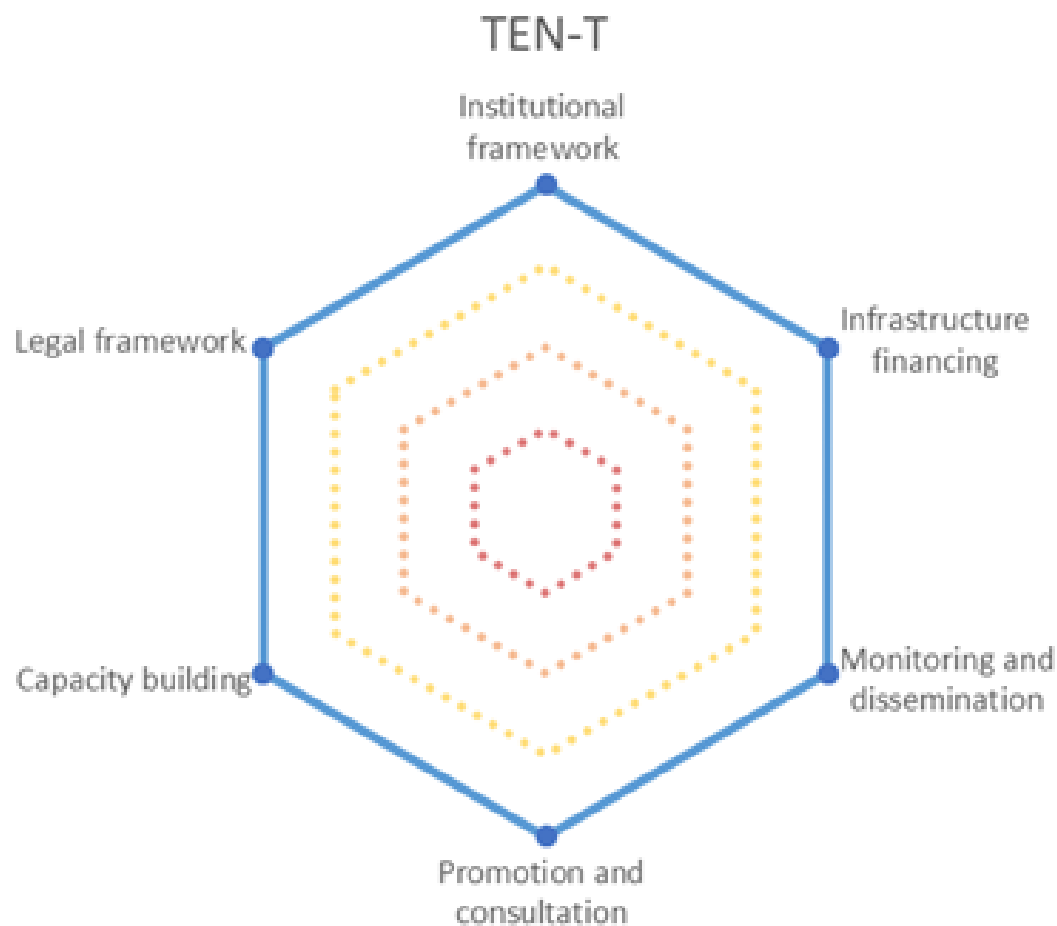 TEN-T
Institutional
framework
Legal framework
Infrastructure
financing
Capacity building
Monitoring and
dissemination
Promotion and
consultation